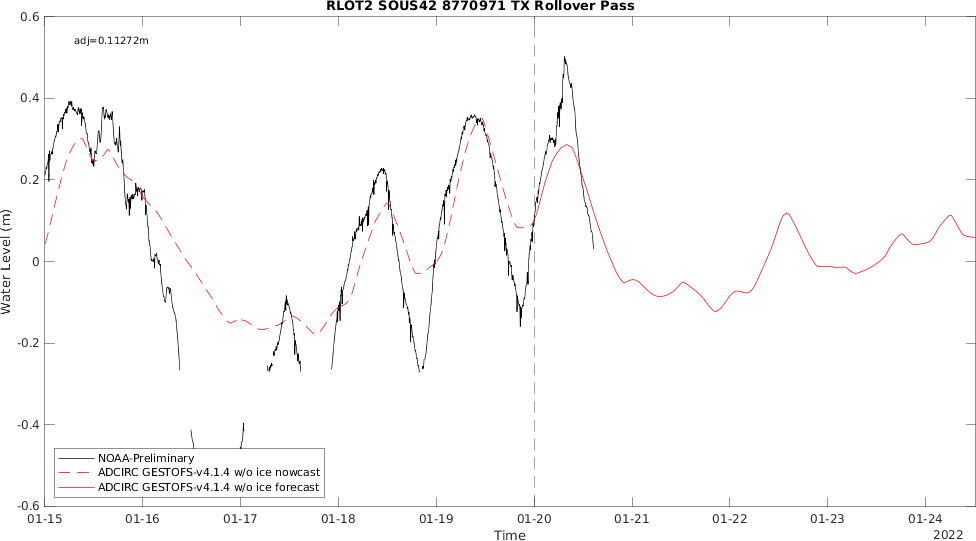 RLOT2 SOUS42 8770971 TX Rollover Pass
adj=0.11272m
0.6
0.4
0.2
0
-0.2
-0.4
-0.6
Water Level (m)
NOAA-Preliminary
ADCIRC GESTOFS-v4.1.4 w/o ice nowcast
ADCIRC GESTOFS-v4.1.4 w/o ice forecast
01-15 01-16 01-17 01-18 01-19 01-20 01-21 01-22 01-23 01-24
Time
2022